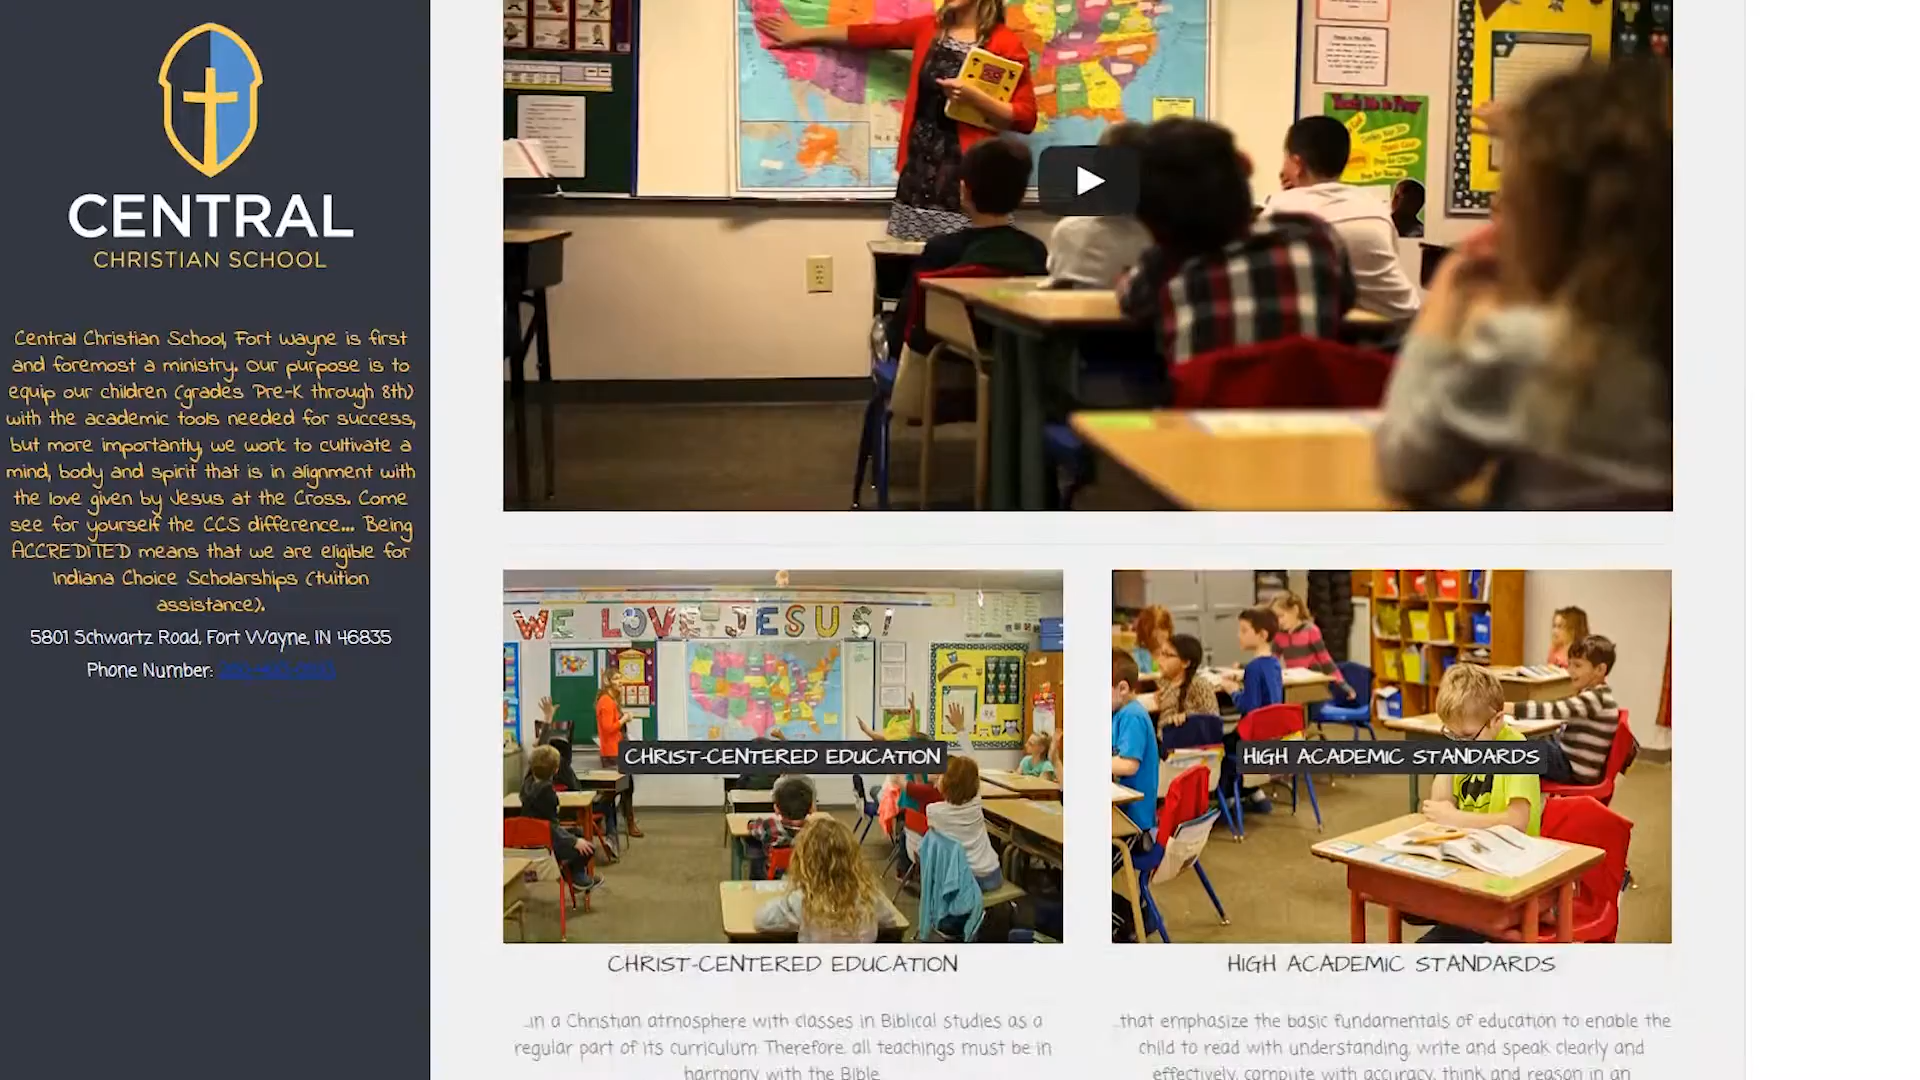 CENTRAL
CHRISTIAN SCHOOL
Central Christian School, Fort Wayne is first
and foremost a ministry. Our purpose is to
equip our children (grades Pre-K through 8th)
with the academic tools needed for success,
but more importantly, we work to cultivate a
mind, body and spirit that is in alignment with
the love given by Jesus at the Cross. Come
see for yourself the CCS difference... Being
ACCREDITED means that we are eligible for
Indiana Choice Scholarships (tuition
assistance).
5801 Schwartz Road, Fort Wayne, IN 46835
Phone Number:
Teach Me to Pray
WE LOVE JESUS!
CHRIST-CENTERED EDUCATION
HIGH ACADEMIC STANDARDS
CHRIST-CENTERED EDUCATION
HIGH ACADEMIC STANDARDS
...in a Christian atmosphere with classes in Biblical studies as a
regular part of its curriculum. Therefore, all teachings must be in
harmony with the Bible.
...that emphasize the basic fundamentals of education to enable the
child to read with understanding, write and speak clearly and
effectively, compute with accuracy, think and reason in an